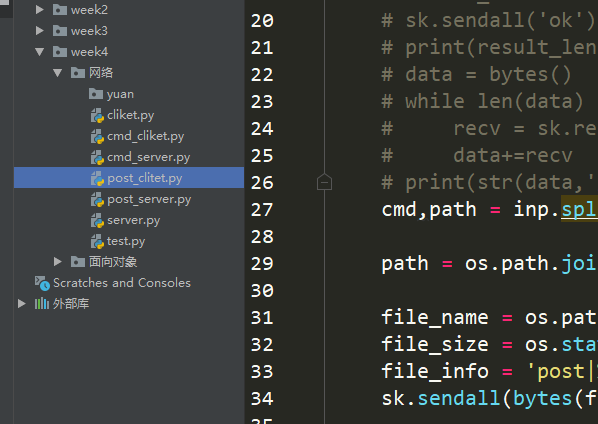 week2
week3
week4
网络
yuan
cliket.py
cmd_cliket.py
cmd_server.py
post_clitet.py
post_server.py
server.py
test.py
面向对象
Scratches and Consoles
外部库
20 # sk.sendall('ok')
21 # print(result_len
22 # data = bytes()
23 # while len(data)
24 # recv = sk.re
25 # data+=recv
26 # print(str(data,'
27 cmd,path = inp.spl
28
29 path = os.path.joi
30
31 file_name = os.pat
32 file_size = os.sta
33 file_info = 'post|
34 sk.sendall(bytes(f
35